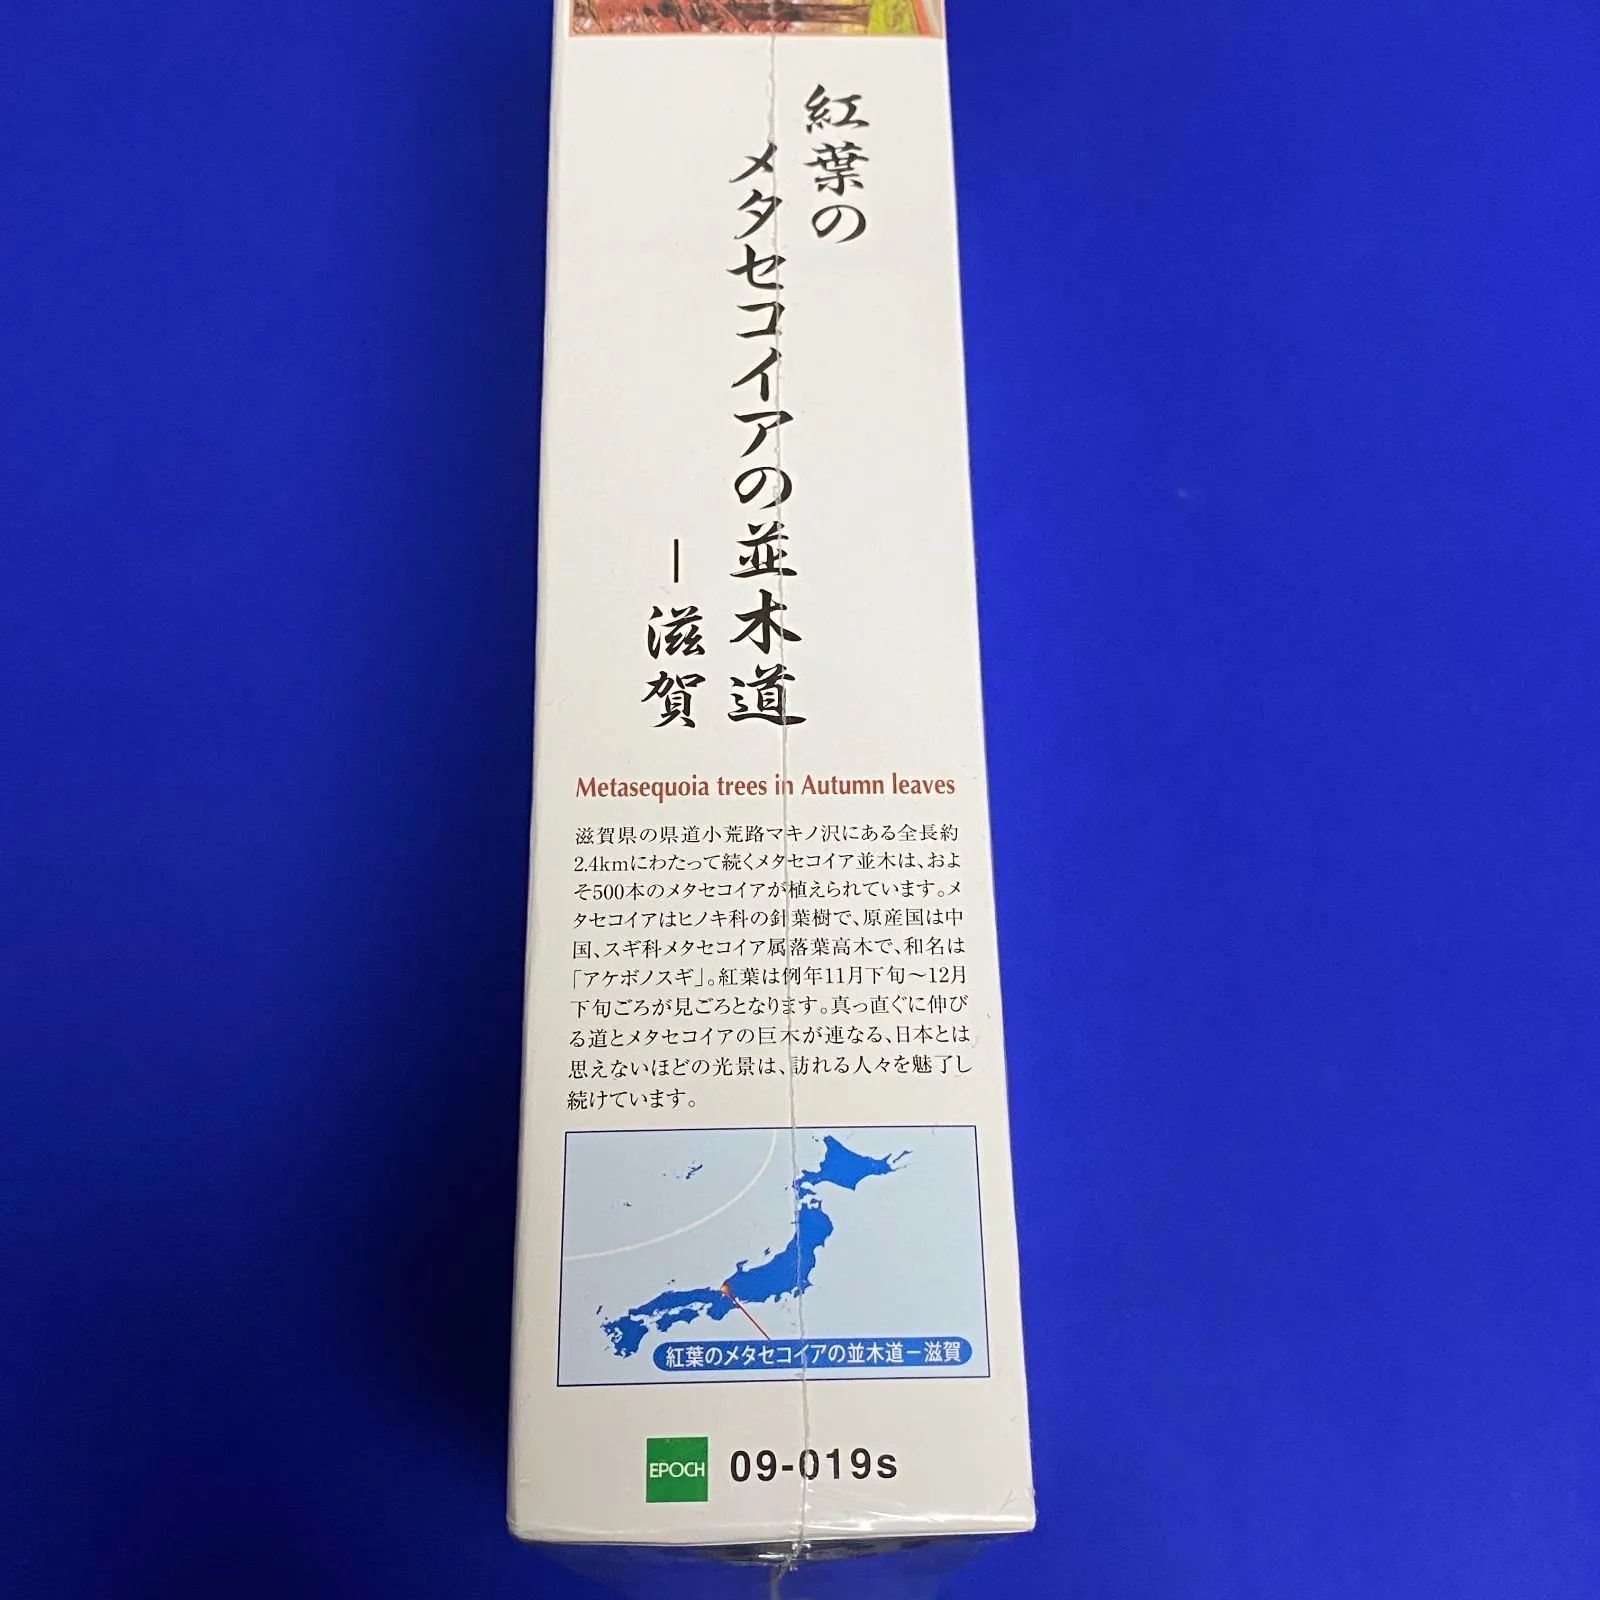 紅葉の
メタセコイアの並木道
－滋賀
Metasequoia trees in Autumn leaves
滋賀県の県道小荒路マキノ沢にある全長約
2.4kmにわたって続くメタセコイア並木は、およ
そ500本のメタセコイアが植えられています。メ
タセコイアはヒノキ科の針葉樹で、原産国は中
国、スギ科メタセコイア属落葉高木で、和名は
「アケボノスギ」。紅葉は例年11月下旬～12月
下旬ごろが見ごろとなります。真っ直ぐに伸び
る道とメタセコイアの巨木が連なる、日本とは
思えないほどの光景は、訪れる人々を魅了し
続けています。
紅葉のメタセコイアの並木道－滋賀
EPOCH 09-019s